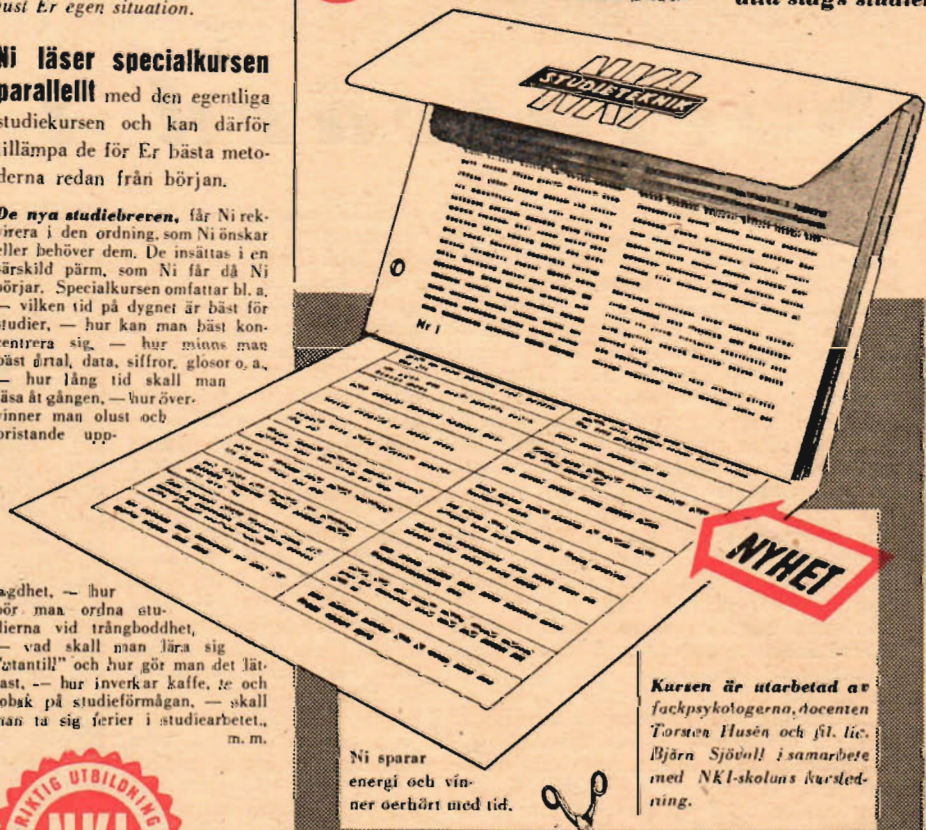 just Er egen situation.
Ni läser specialkursen
parallellt med den egentliga
studiekursen och kan därför
tillämpa de för Er bästa meto-
derna redan från början.
De nya studiebreven, får Ni rek-
virera i den ordning, som Ni önskar
eller behöver dem. De insättas i en
särskild pärm, som Ni får då Ni
börjar. Specialkursen omfattar bl. a.
— vilken tid på dygnet är bäst för
studier, — hur kan man bäst kon-
centrera sig, — hur minns man
bäst årtal, data, siffror, glosor o. a.,
— hur lång tid skall man
läsa åt gången, — hur över-
vinner man olust och
bristande upp-
lagdhet, — hur
bör man ordna stu-
dierna vid trångboddhet,
— vad skall man lära sig
"utantill" och hur gör man det lät-
tast, — hur inverkar kaffe, te och
tobak på studieförmågan, — skall
man ta sig ferier i studiearbetet,
m. m.
RIKTIG UTBILDNING
NKI
alla slags studier
NKI
STUDIETEKNIK
Nr 1
NYHET
Ni sparar
energi och vin-
ner oerhört med tid.
Kursen är utarbetad av
fackpsykologerna, docenten
Torsten Husén och fil. lic.
Björn Sjövall i samarbete
med NKI-skolans kursled-
ning.